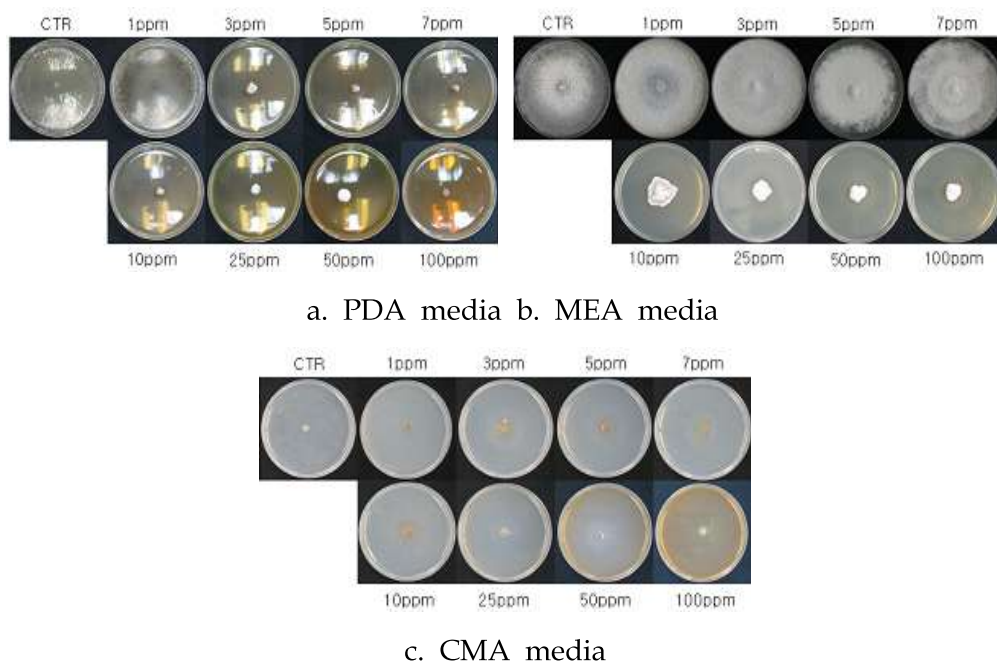 CTR 1ppm 3ppm 5ppm 7ppm CTR 1ppm 3ppm 5ppm 7ppm
10ppm 25ppm 50ppm 100ppm 10ppm 25ppm 50ppm 100ppm
a. PDA media b. MEA media
CTR 1ppm 3ppm 5ppm 7ppm
10ppm 25ppm 50ppm 100ppm
c. CMA media